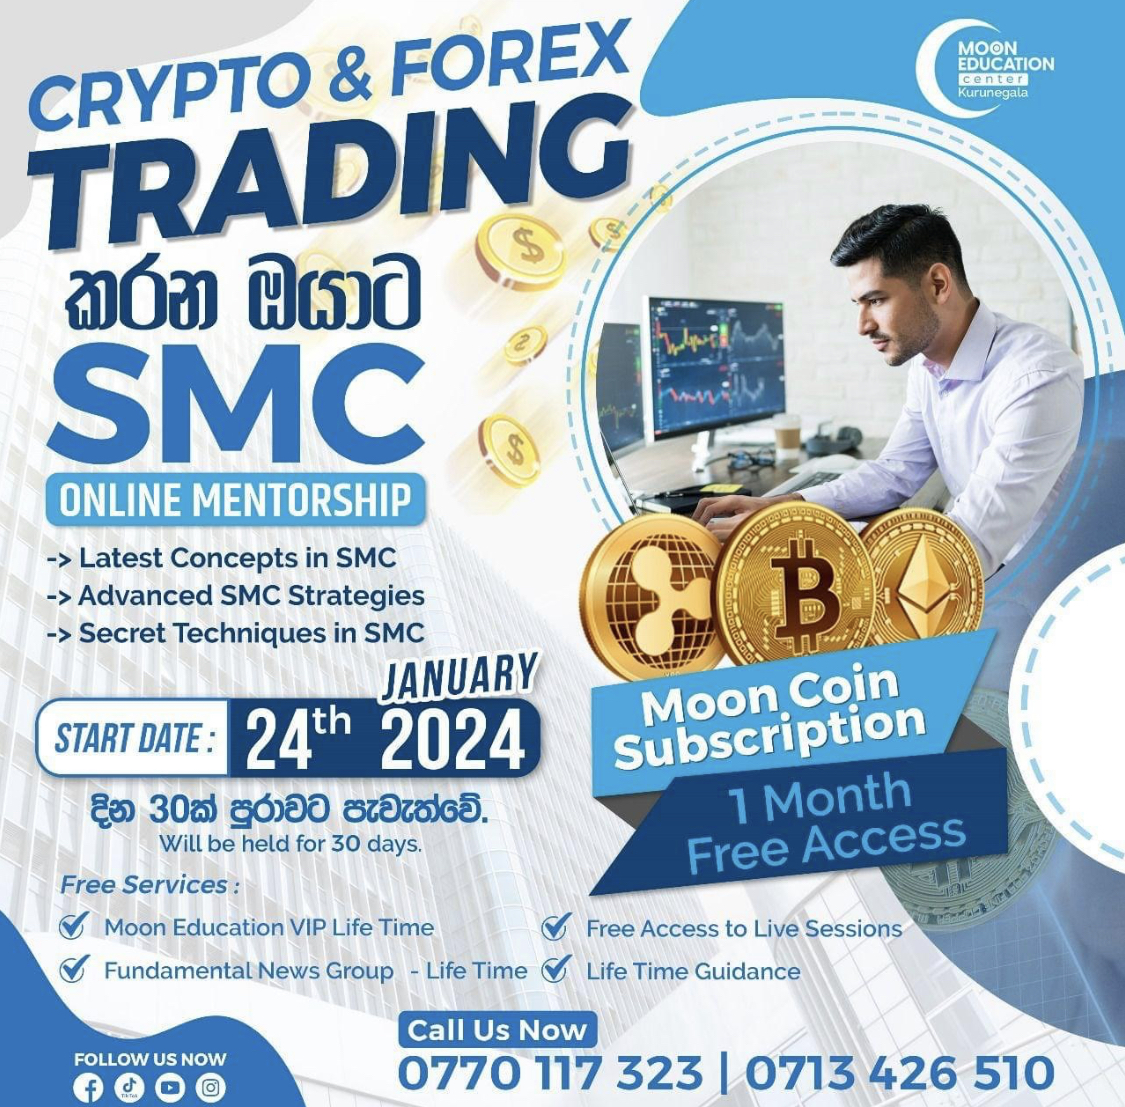 CRYPTO & FOREX
TRADING
කරන ඔයාට
SMC
ONLINE MENTORSHIP
-> Latest Concepts in SMC
-> Advanced SMC Strategies
-> Secret Techniques in SMC
JANUARY
START DATE : 24th 2024
දින 30ක් පුරාවට පැවැත්වේ.
Will be held for 30 days.
Free Services :
Moon Education VIP Life Time
Fundamental News Group - Life Time
Free Access to Live Sessions
Life Time Guidance
MOON
EDUCATION
center
Kurunegala
Moon Coin
Subscription
1 Month
Free Access
FOLLOW US NOW
TikTok
Call Us Now
0770 117 323 | 0713 426 510